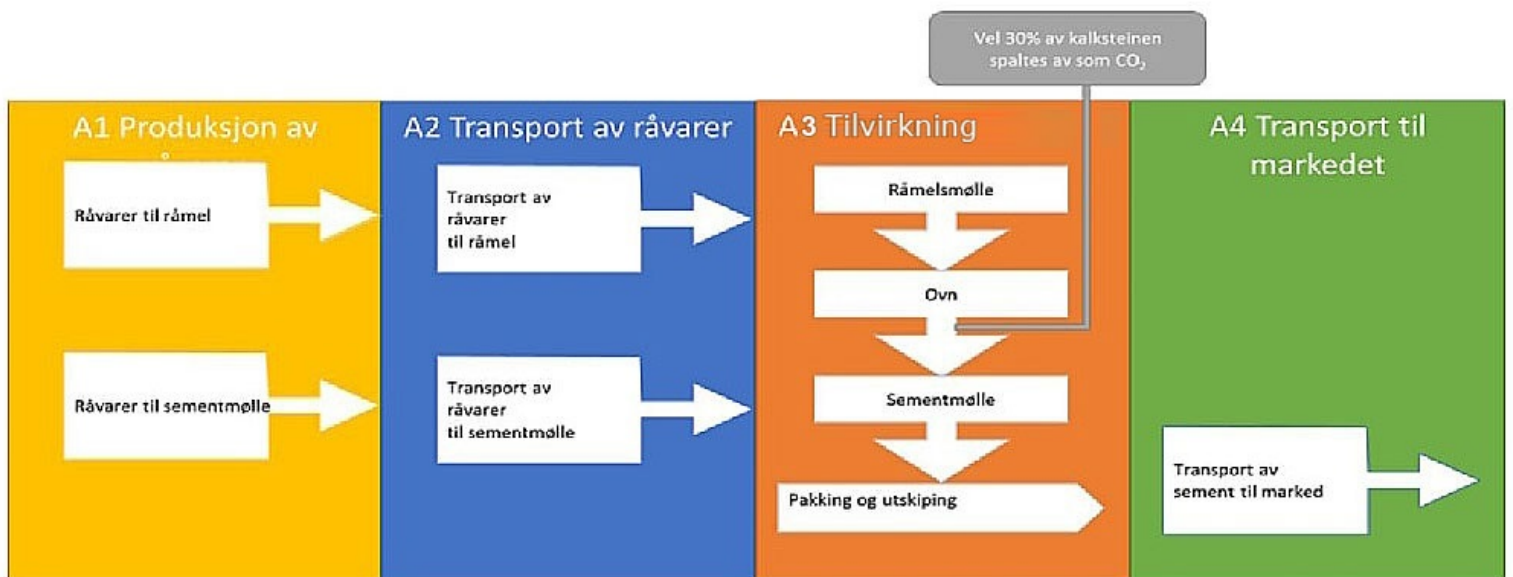 Vel 30% av kalksteinen
spaltes av som CO₂
A1 Produksjon av
A2 Transport av råvarer
A3 Tilvirkning
A4 Transport til
markedet
Råvarer til råmel
Transport av
råvarer
til råmel
Råmelsmølle
Ovn
Råvarer til sementmølle
Transport av
råvarer
til sementmølle
Sementmølle
Pakking og utskiping
Transport av
sement til marked